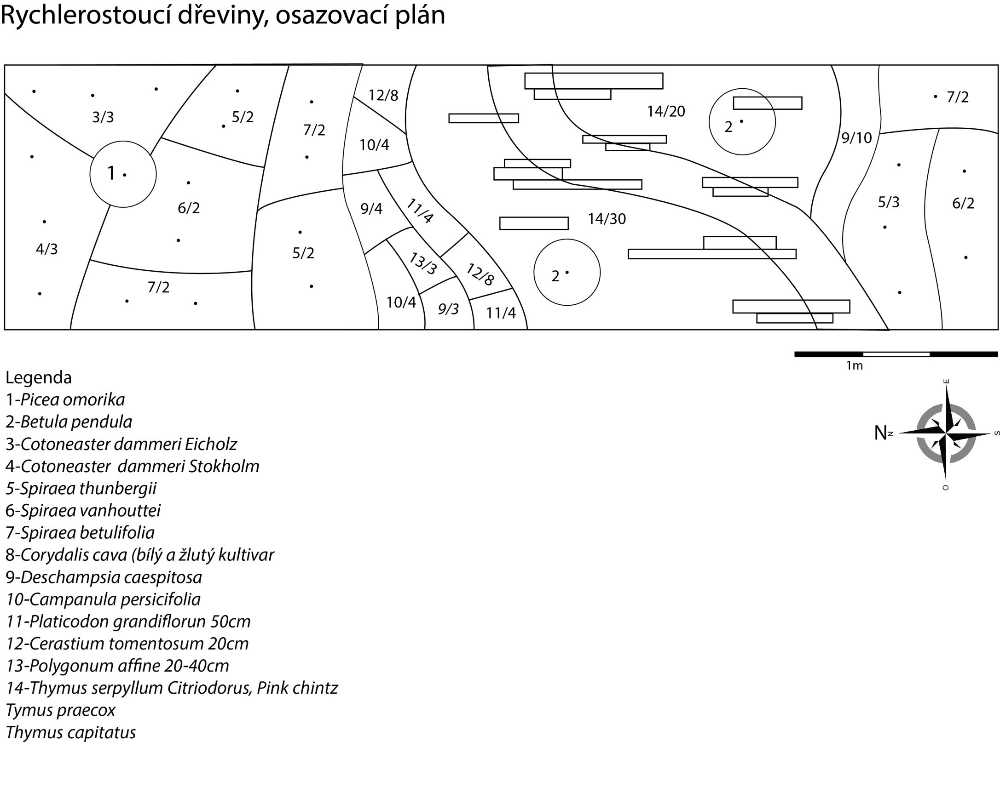 Rychlerostoucí dřeviny, osazovací plán
12/8
3/3
5/2
7/2
14/20
2
7/2
10/4
9/10
1
6/2
9/4
11/4
14/30
5/3
6/2
4/3
5/2
13/3
12/8
2
7/2
10/4
9/3
11/4
1m
Legenda
1-Picea omorika
2-Betula pendula
3-Cotoneaster dammeri Eicholz
4-Cotoneaster dammeri Stokholm
5-Spiraea thunbergii
6-Spiraea vanhouttei
7-Spiraea betulifolia
8-Corydalis cava (bílý a žlutý kultivar
9-Deschampsia caespitosa
10-Campanula persicifolia
11-Platicodon grandiflorun 50cm
12-Cerastium tomentosum 20cm
13-Polygonum affine 20-40cm
14-Thymus serpyllum Citriodorus, Pink chintz
Tymus praecox
Thymus capitatus
E
N
N
S
O